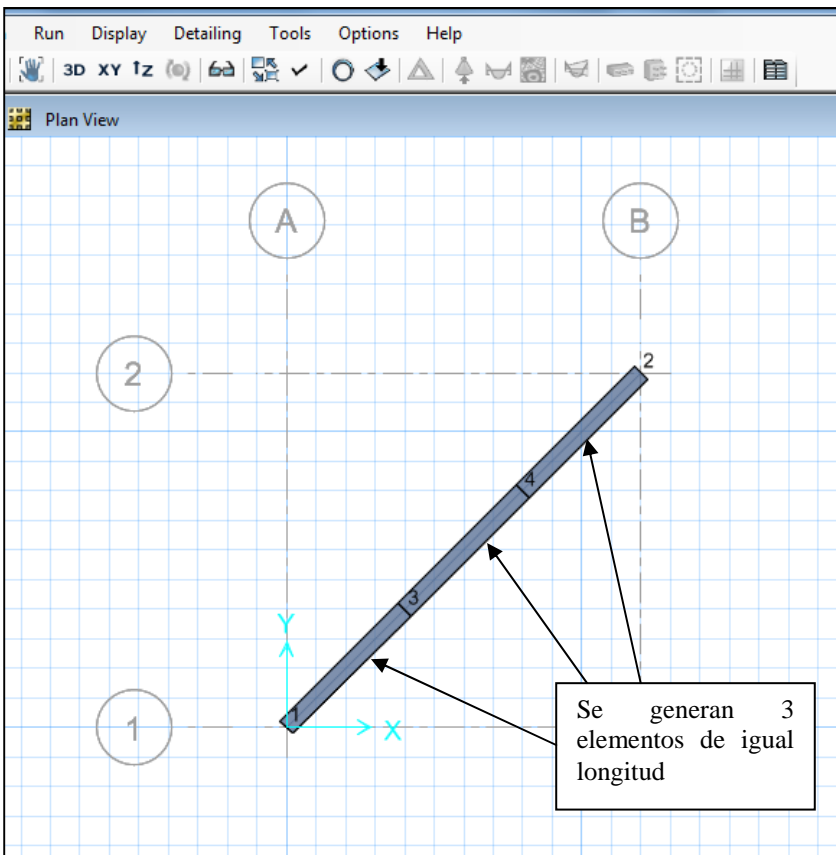 Run Display Detailing Tools Options Help
3D XY
Plan View
A B
2
2
4
3
Y
1
1 X
Se generan 3
elementos de igual
longitud